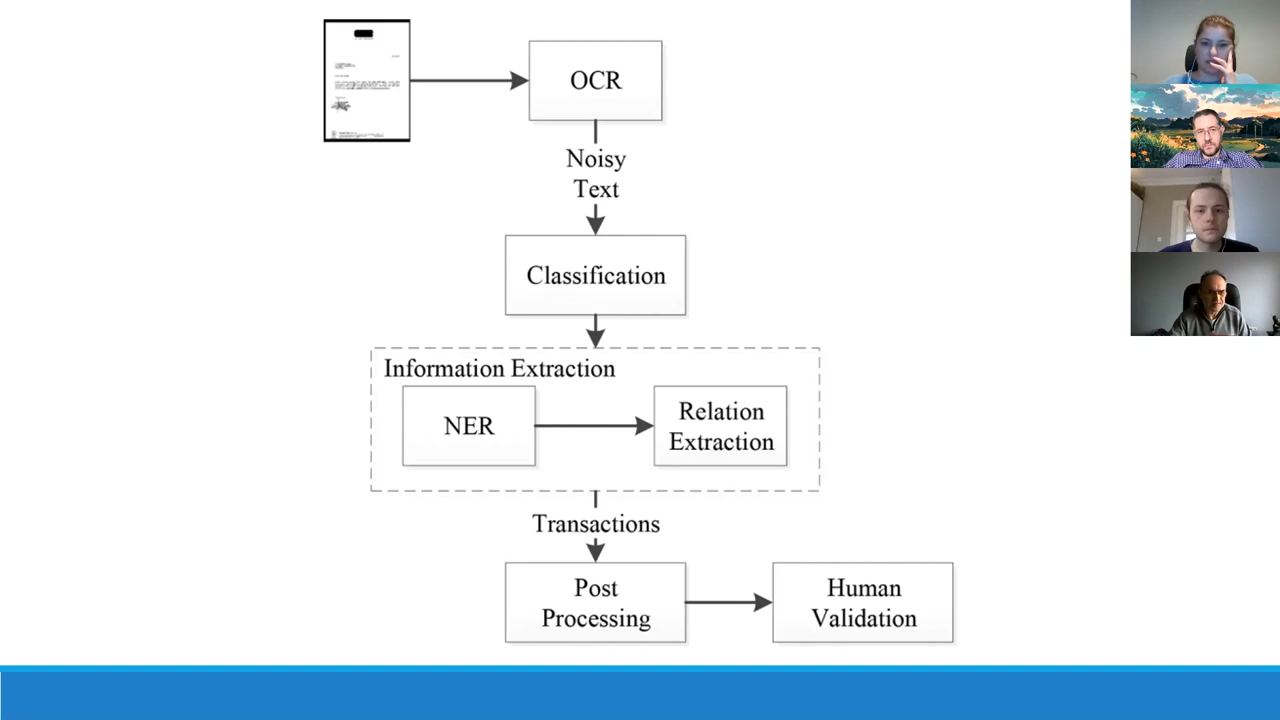 OCR
Noisy
Text
Classification
Information Extraction
NER
Relation
Extraction
Transactions
Post
Processing
Human
Validation